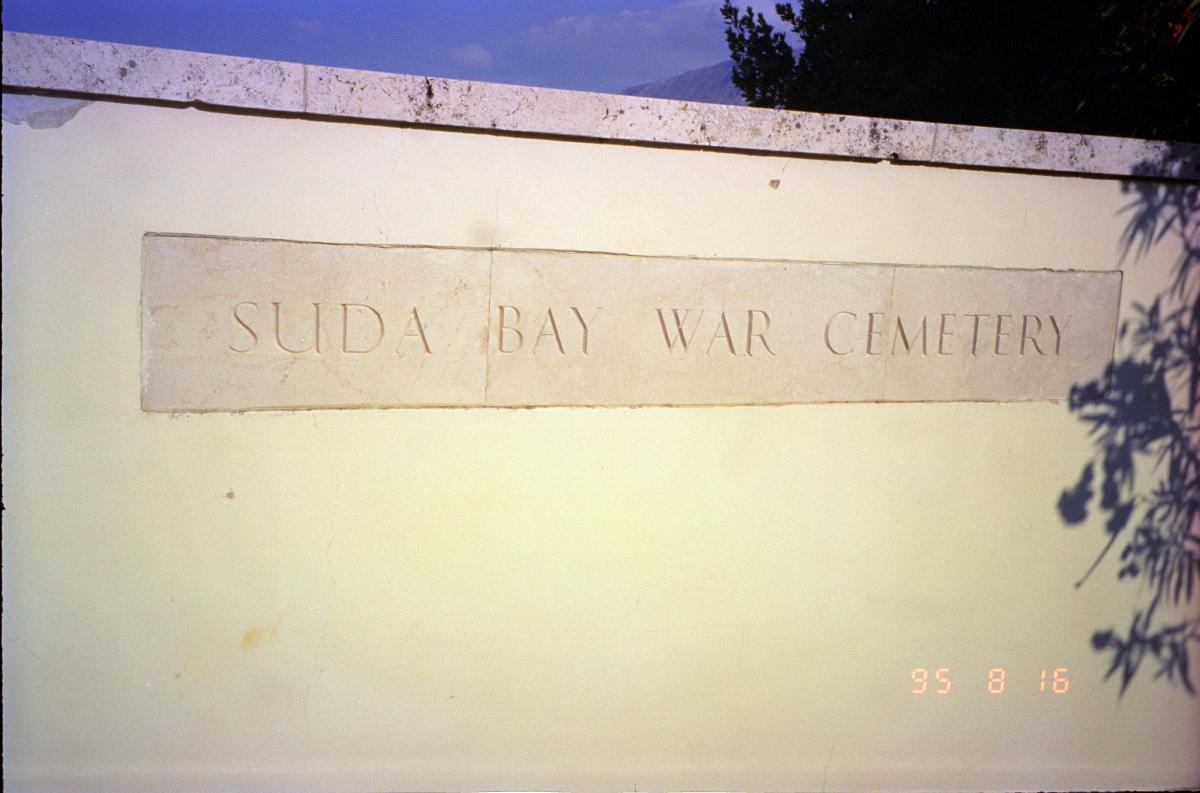 SUDA BAY WAR CEMETERY
95 8 16